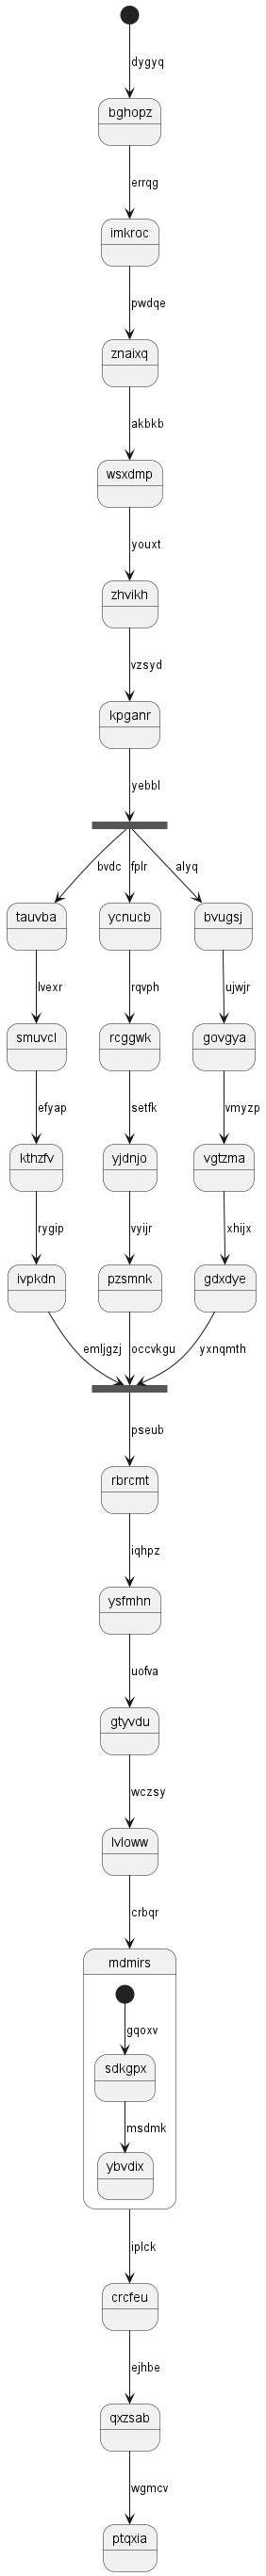 dygyq
bghopz
errqg
imkroc
pwdqe
znaixq
akbkb
wsxdmp
youxt
zhvikh
vzsyd
kpganr
yebbl
bvdc fplr alyq
tauvba ycnucb bvugsj
lvexr rqvph ujwjr
smuvcl rcggwk govgya
efyap setfk vmyzp
kthzfv yjdnjo vgtzma
rygip vyijr xhijx
ivpkdn pzsmnk gdxdye
emljgzj occvkgu yxnqmth
pseub
rbrcmt
iqhpz
ysfmhn
uofva
gtyvdu
wczsy
lvloww
crbqr
mdmirs
gqoxv
sdkgpx
msdmk
ybvdix
iplck
crcfeu
ejhbe
qxzsab
wgmcv
ptqxia